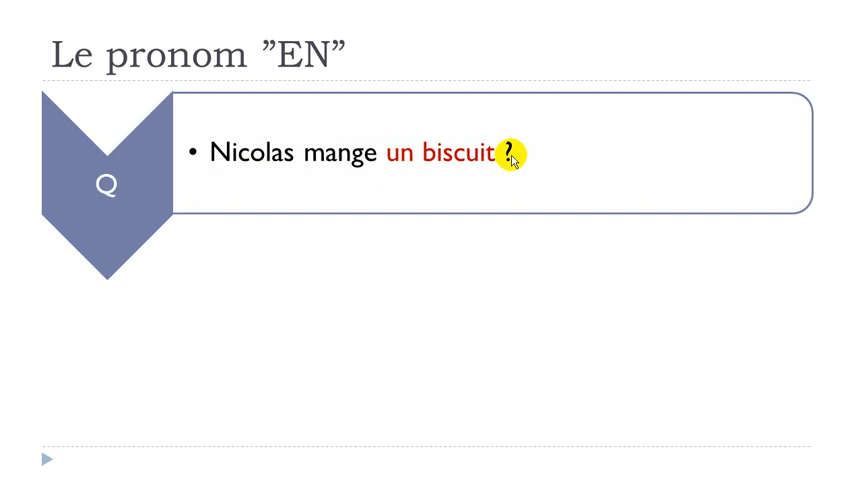 Le pronom ”EN”
Q
• Nicolas mange un biscuit ?